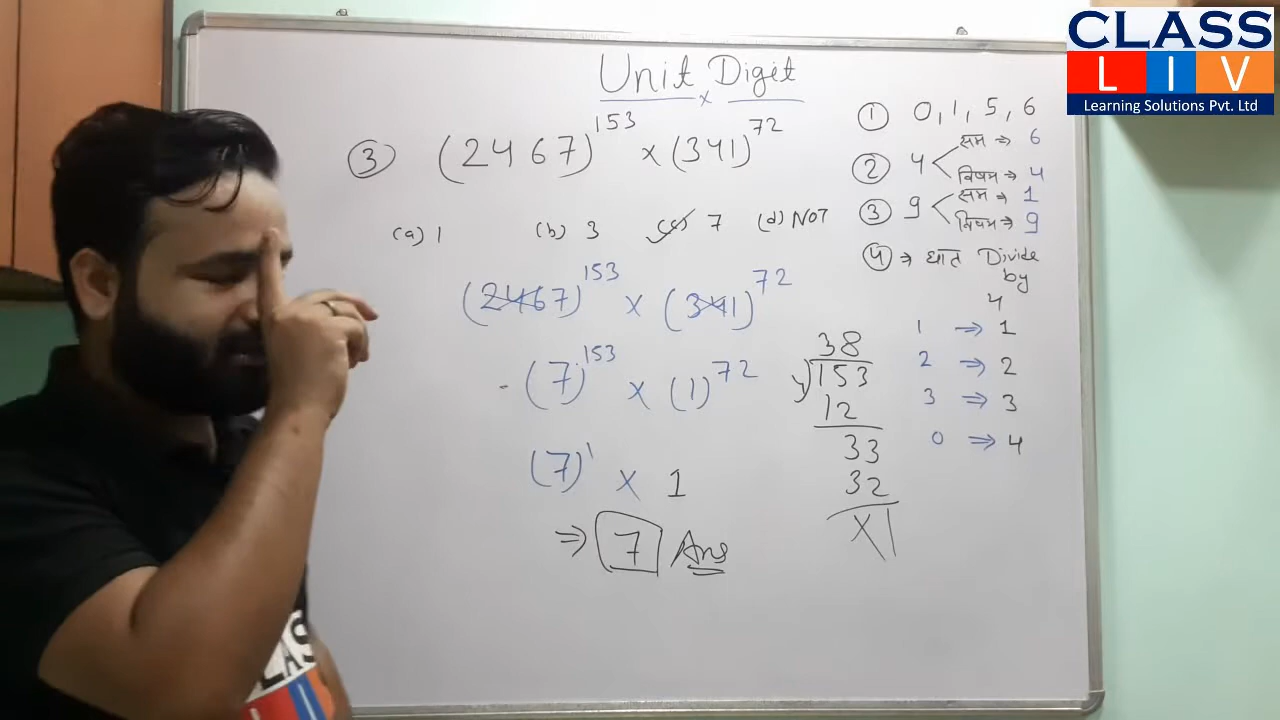 CLASS
LIV
Learning Solutions Pvt. Ltd
Unit Digit
x
③ (2467)^153 x (341)^72
(a) 1 (b) 3 (c) 7 (d) NOT
(2467)^153 x (341)^72
(7)^153 x (1)^72
(7)^1 x 1
⇒ 7 Ans
38
4)153
12
33
32
x1
① 0, 1, 5, 6
② 4 सम ⇒ 6
विषम ⇒ 4
③ 9 सम ⇒ 1
विषम ⇒ 9
④ ⇒ घात Divide
by
4
1 ⇒ 1
2 ⇒ 2
3 ⇒ 3
0 ⇒ 4